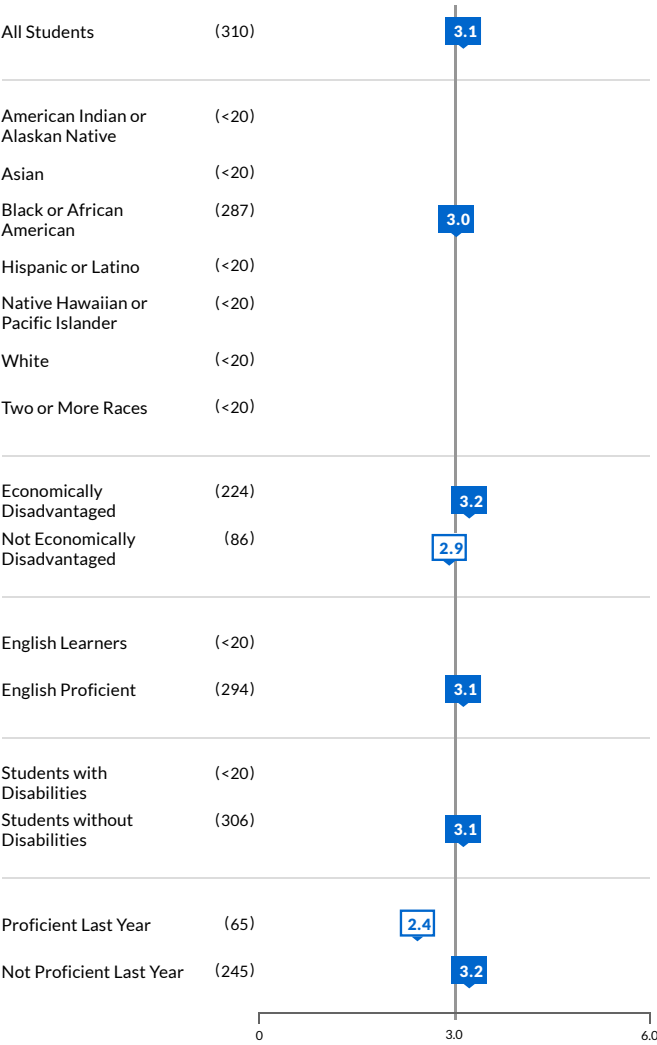 All Students (310) 3.1
American Indian or (<20)
Alaskan Native
Asian (<20)
Black or African (287) 3.0
American
Hispanic or Latino (<20)
Native Hawaiian or (<20)
Pacific Islander
White (<20)
Two or More Races (<20)
Economically (224) 3.2
Disadvantaged
Not Economically (86) 2.9
Disadvantaged
English Learners (<20)
English Proficient (294) 3.1
Students with (<20)
Disabilities
Students without (306) 3.1
Disabilities
Proficient Last Year (65) 2.4
Not Proficient Last Year (245) 3.2
0 3.0 6.0